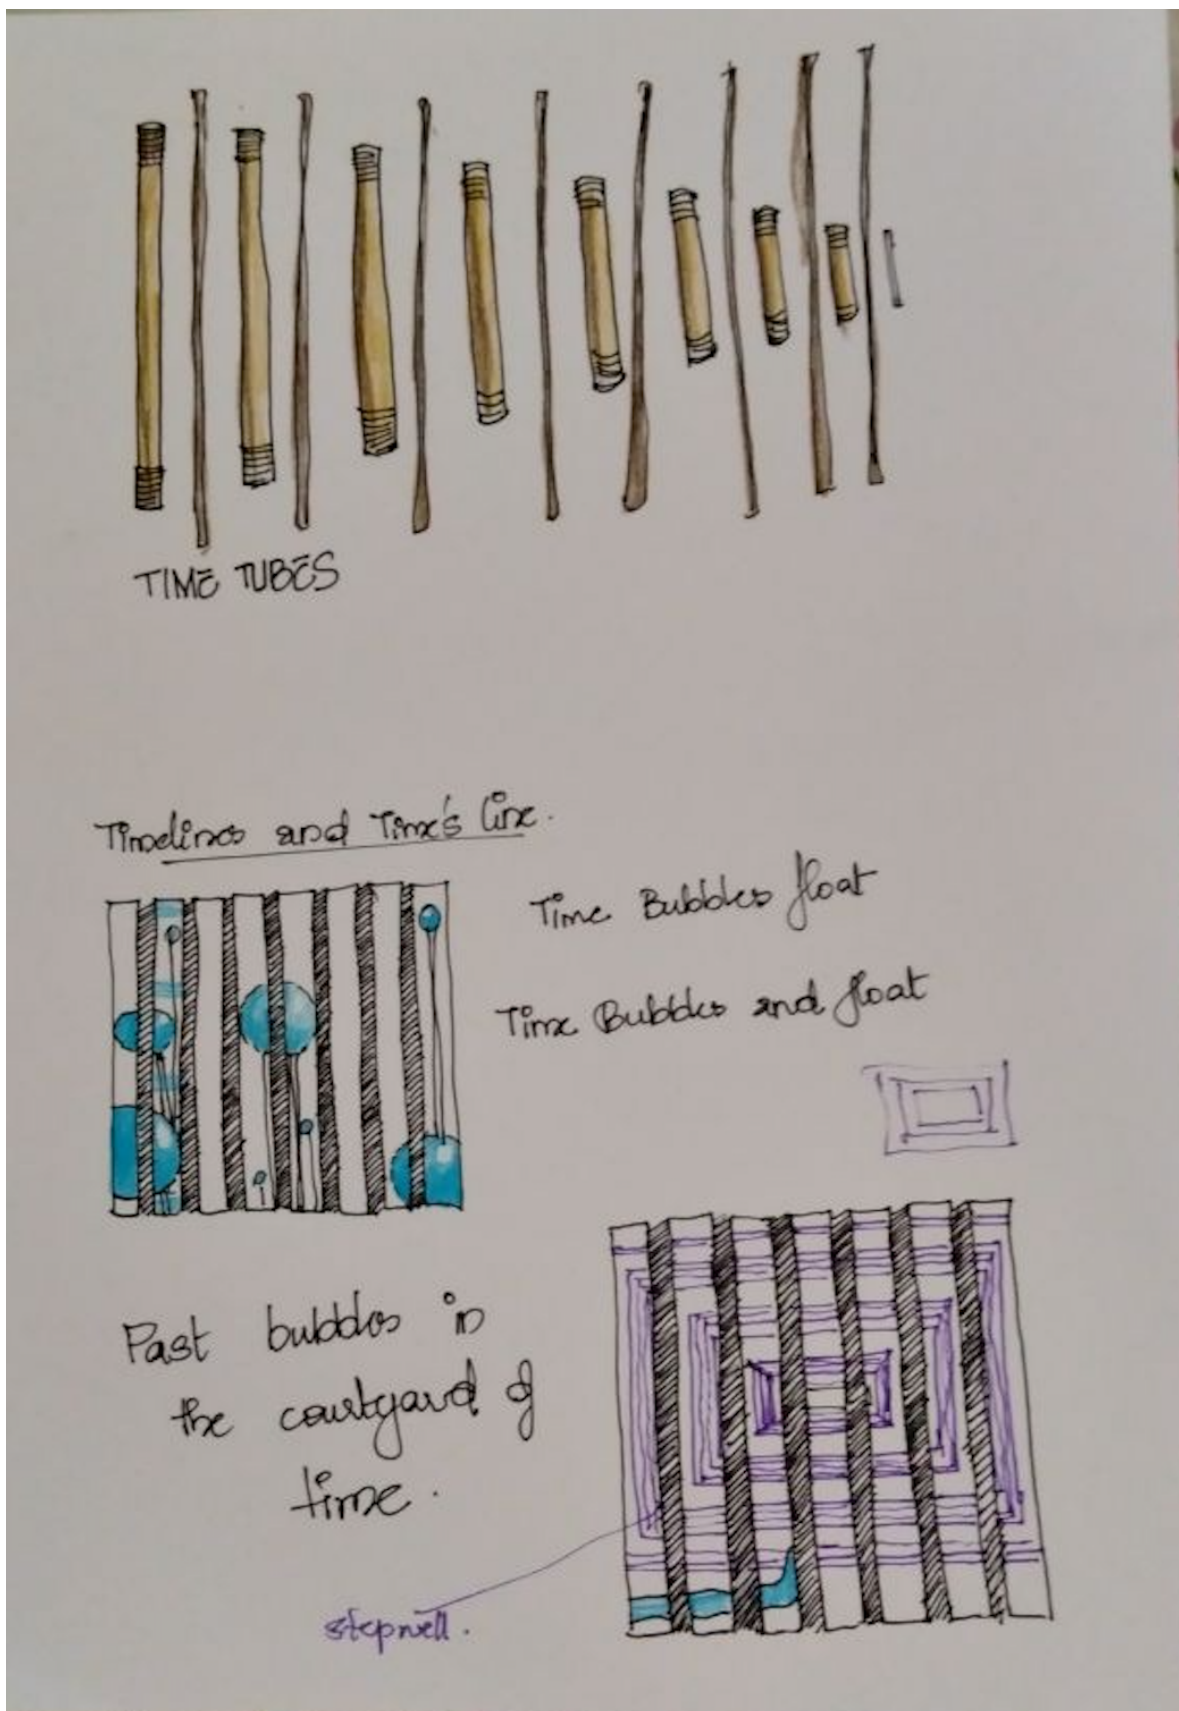 TIME TUBES
Timelines and Time's line.
Time Bubbles float
Time Bubbles and float
Past bubbles in
the courtyard of
time.
stepwell.